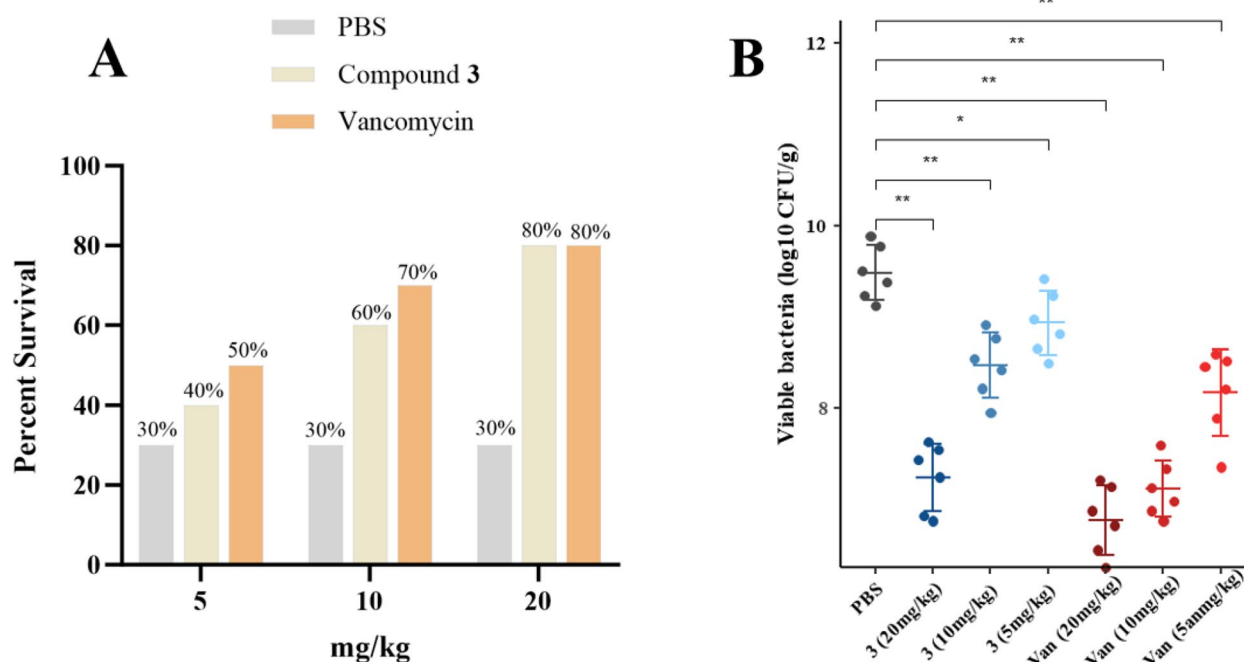 A
PBS
Compound 3
Vancomycin
Percent Survival
100
80
60
40
20
0
30%
40%
50%
30%
60%
70%
30%
80%
80%
5
10
20
mg/kg
B
Viable bacteria (log10 CFU/g)
12
10
8
**
**
**
*
**
**
PBS
3 (20mg/kg)
3 (10mg/kg)
3 (5mg/kg)
Van (20mg/kg)
Van (10mg/kg)
Van (5anmg/kg)